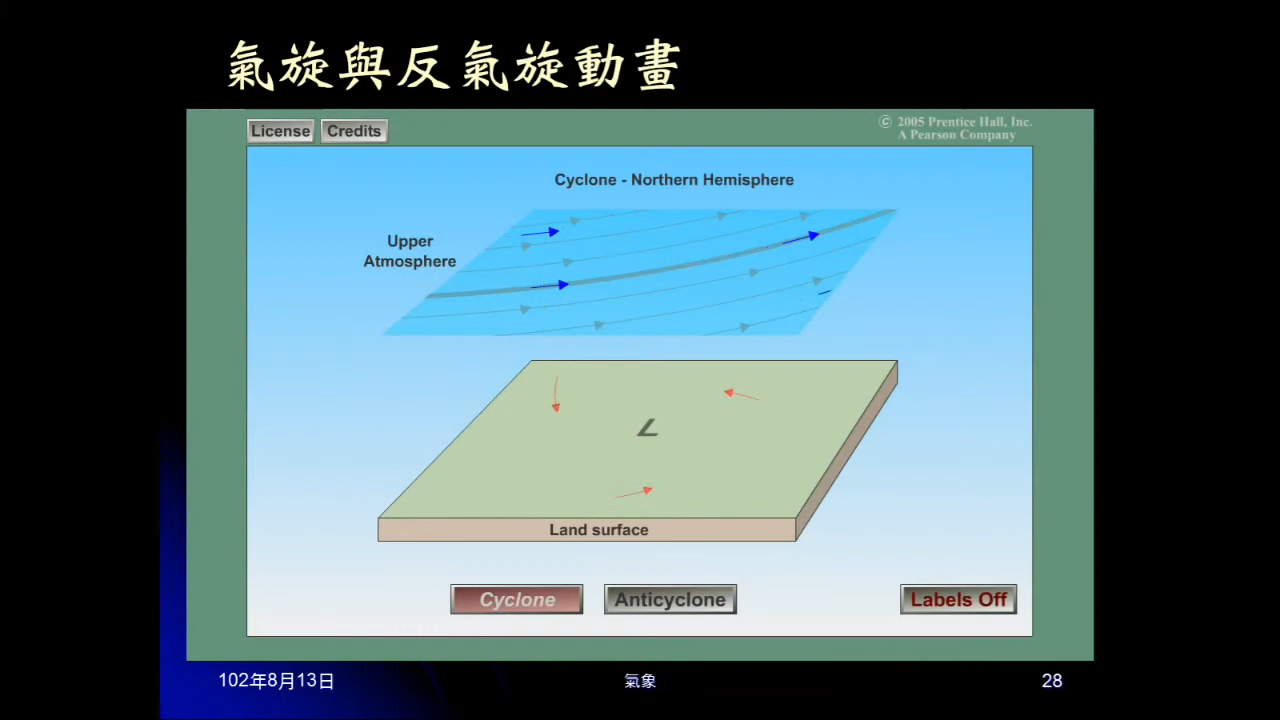 氣旋與反氣旋動畫
License Credits
© 2005 Prentice Hall, Inc.
A Pearson Company
Cyclone - Northern Hemisphere
Upper
Atmosphere
L
Land surface
Cyclone Anticyclone Labels Off
102年8月13日 氣象 28